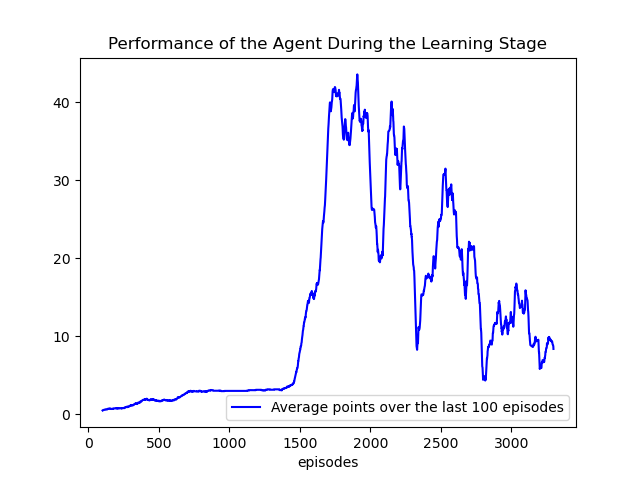 Performance of the Agent During the Learning Stage
40
30
20
10
0
Average points over the last 100 episodes
0 500 1000 1500 2000 2500 3000
episodes